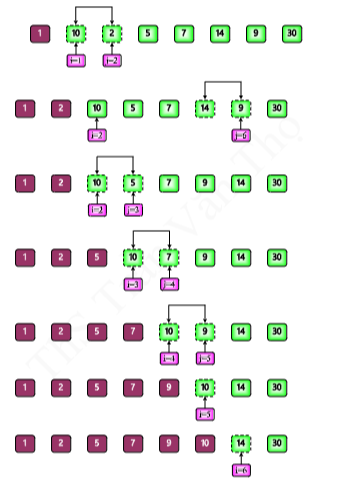 1 10 2 5 7 14 9 30
i=1 i=2
1 2 10 5 7 14 9 30
i=2 i=6
1 2 10 5 7 9 14 30
i=2 j=3
1 2 5 10 7 9 14 30
i=3 j=4
1 2 5 7 10 9 14 30
i=4 i=5
1 2 5 7 9 10 14 30
i=5
1 2 5 7 9 10 14 30
i=6